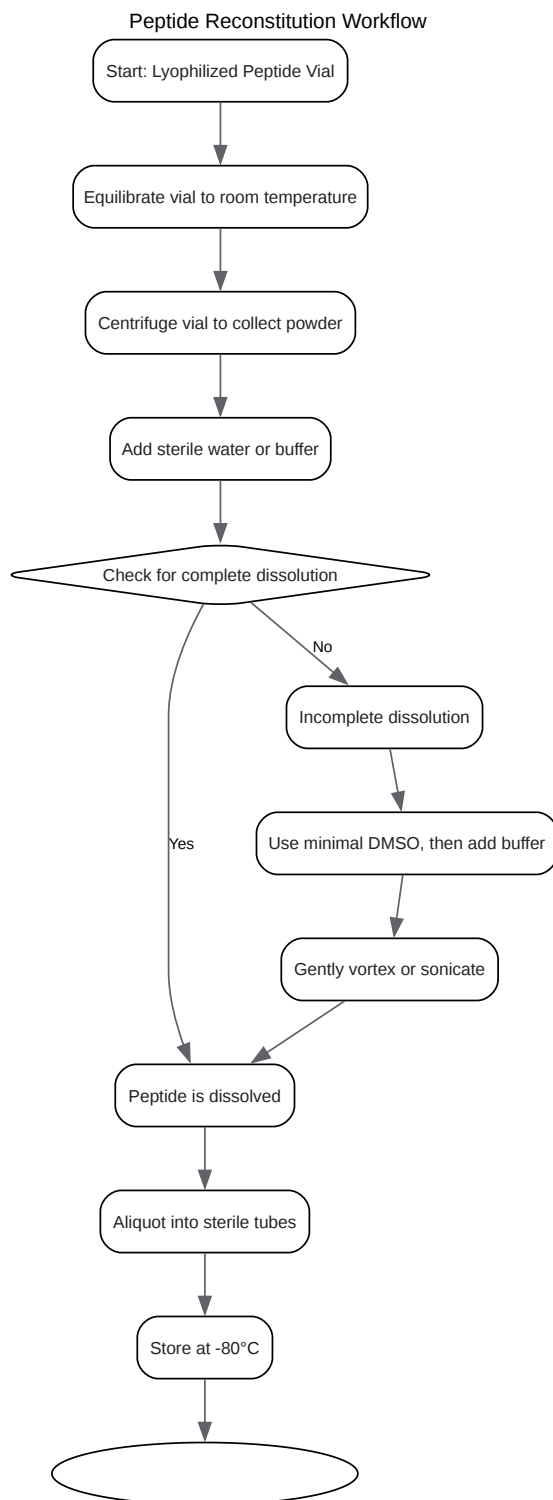 Peptide Reconstitution Workflow
Start: Lyophilized Peptide Vial
Equilibrate vial to room temperature
Centrifuge vial to collect powder
Add sterile water or buffer
Check for complete dissolution
No
Incomplete dissolution
Use minimal DMSO, then add buffer
Yes
Gently vortex or sonicate
Peptide is dissolved
Aliquot into sterile tubes
Store at -80°C